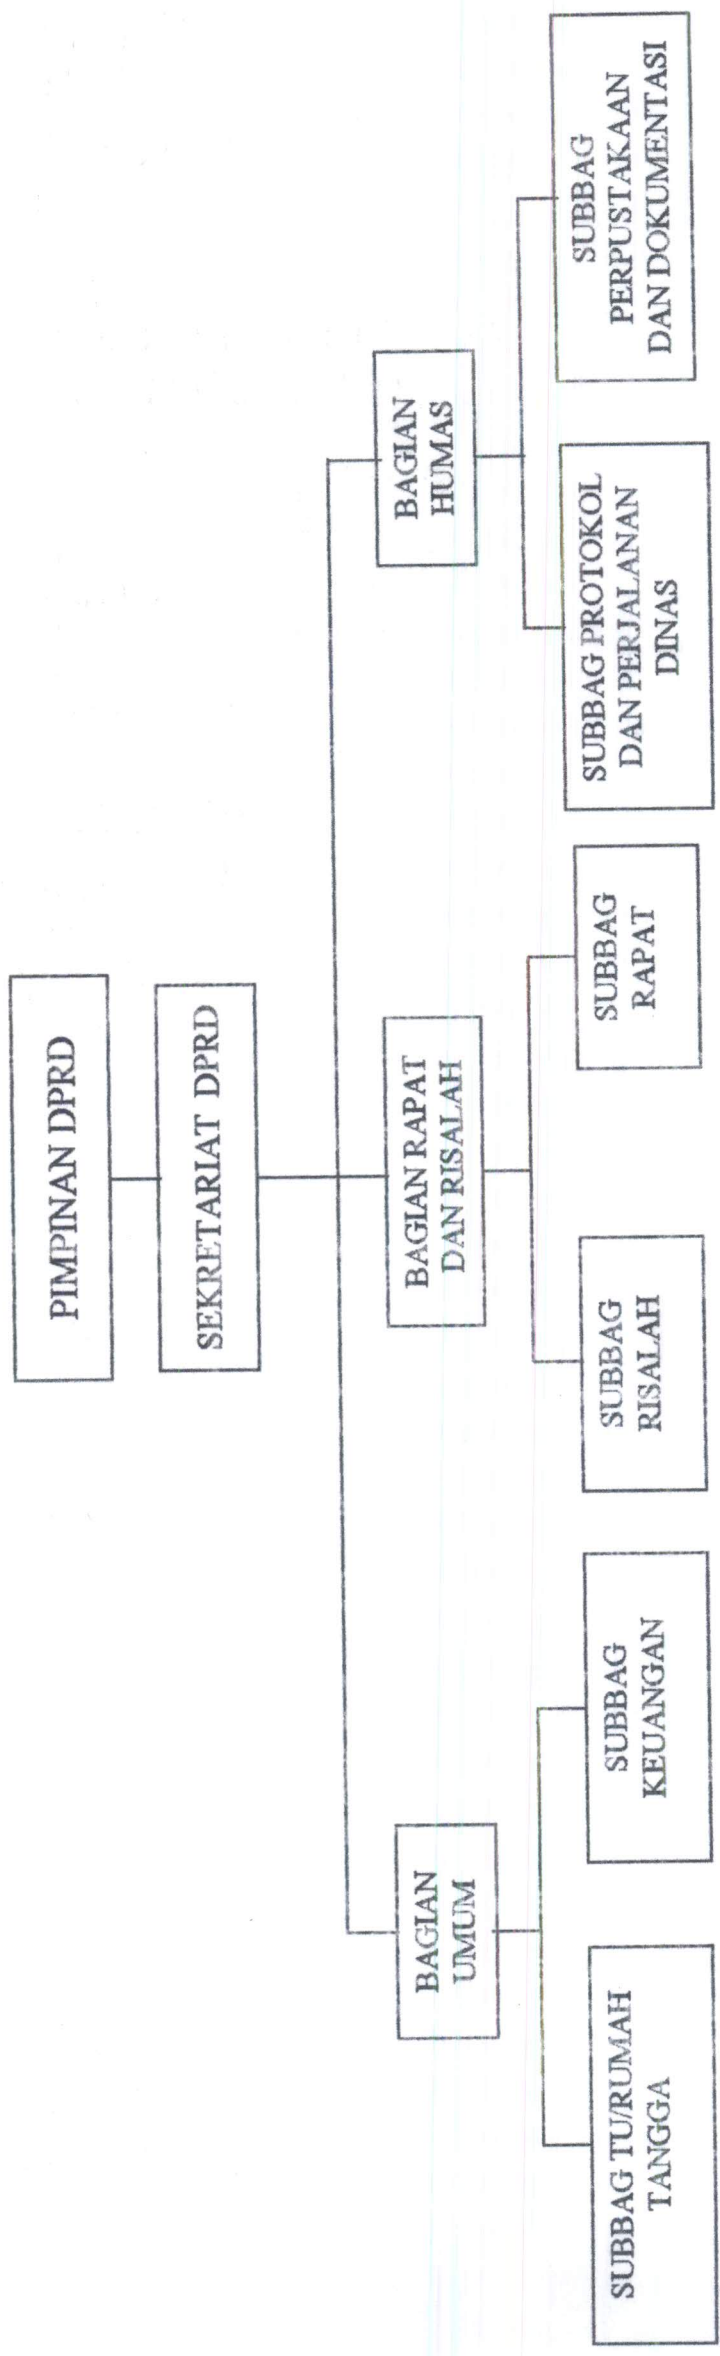 PIMPINAN DPRD
SEKRETARIAT DPRD
BAGIAN
UMUM
BAGIAN RAPAT
DAN RISALAH
BAGIAN
HUMAS
SUBBAG TU/RUMAH
TANGGA
SUBBAG
KEUANGAN
SUBBAG
RISALAH
SUBBAG
RAPAT
SUBBAG PROTOKOL
DAN PERJALANAN
DINAS
SUBBAG
PERPUSTAKAAN
DAN DOKUMENTASI